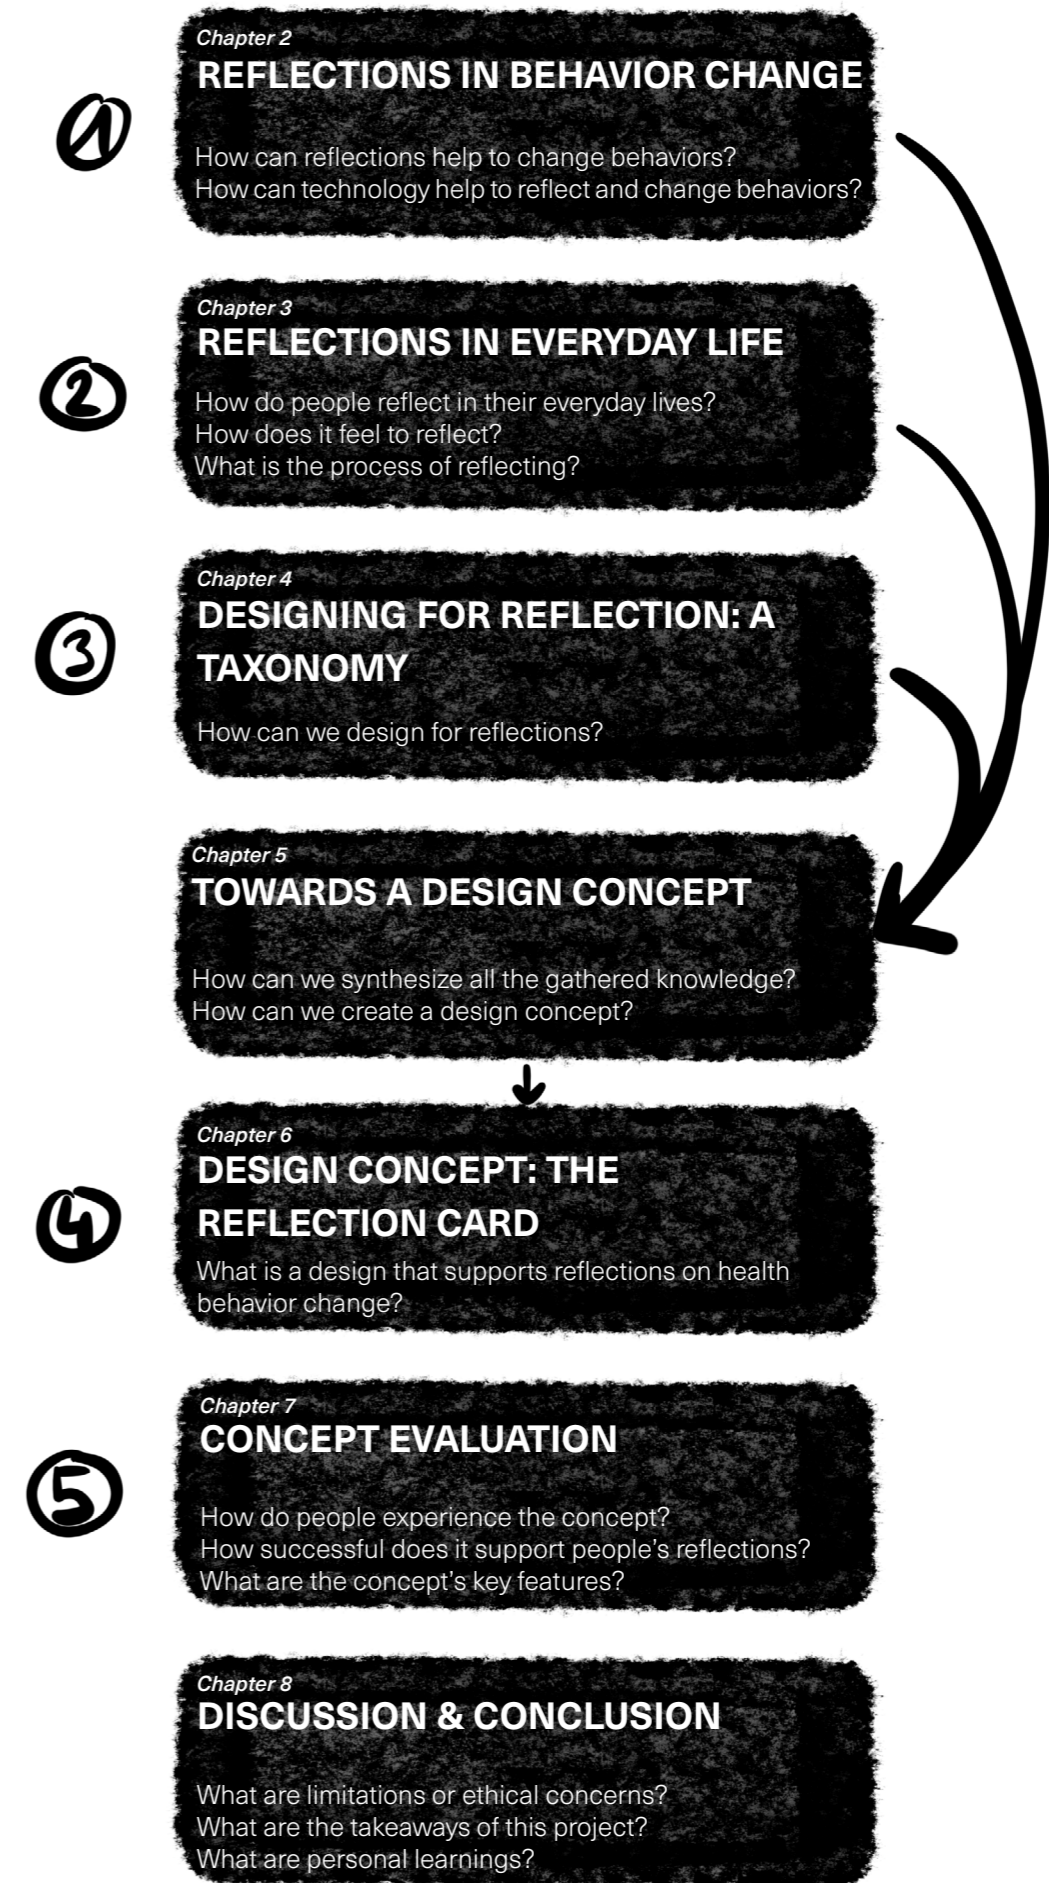 Chapter 2
REFLECTIONS IN BEHAVIOR CHANGE
1
How can reflections help to change behaviors?
How can technology help to reflect and change behaviors?
Chapter 3
REFLECTIONS IN EVERYDAY LIFE
2
How do people reflect in their everyday lives?
How does it feel to reflect?
What is the process of reflecting?
Chapter 4
DESIGNING FOR REFLECTION: A
TAXONOMY
3
How can we design for reflections?
Chapter 5
TOWARDS A DESIGN CONCEPT
How can we synthesize all the gathered knowledge?
How can we create a design concept?
Chapter 6
DESIGN CONCEPT: THE
REFLECTION CARD
4
What is a design that supports reflections on health
behavior change?
Chapter 7
CONCEPT EVALUATION
5
How do people experience the concept?
How successful does it support people's reflections?
What are the concept's key features?
Chapter 8
DISCUSSION & CONCLUSION
What are limitations or ethical concerns?
What are the takeaways of this project?
What are personal learnings?